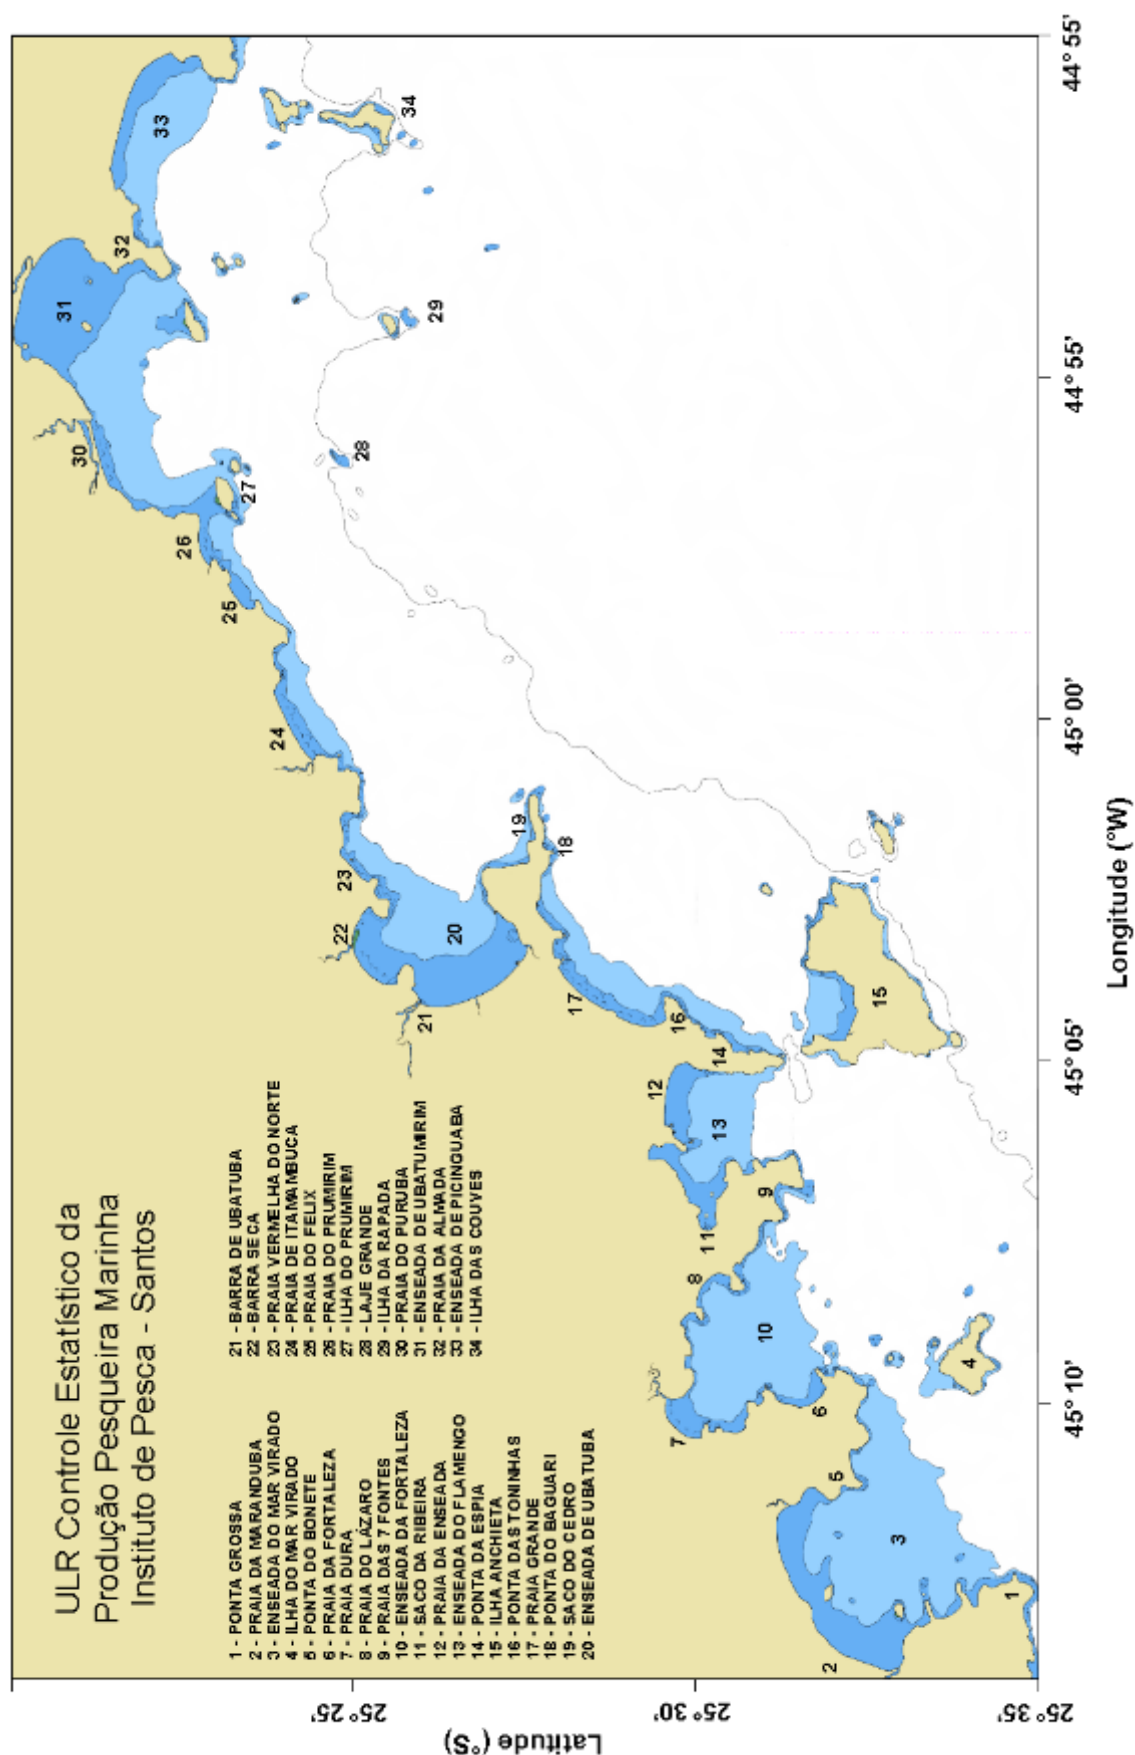 ULR Controle Estatístico da
Produção Pesqueira Marinha
Instituto de Pesca - Santos
1 - PONTA GROSSA
2 - PRAIA DA MARANDUBA
3 - ENSEADA DO MAR VIRADO
4 - ILHA DO MAR VIRADO
5 - PONTA DO BONETE
6 - PRAIA DA FORTALEZA
7 - PRAIA DURA
8 - PRAIA DO LÁZARO
9 - PRAIA DAS 7 FONTES
10 - ENSEADA DA FORTALEZA
11 - SACO DA RIBEIRA
12 - PRAIA DA ENSEADA
13 - ENSEADA DO FLAMENGO
14 - PONTA DA ESPIA
15 - ILHA ANCHIETA
16 - PONTA DAS TONINHAS
17 - PRAIA GRANDE
18 - PONTA DO BAGUARI
19 - SACO DO CEDRO
20 - ENSEADA DE UBATUBA
21 - BARRA DE UBATUBA
22 - BARRA SECA
23 - PRAIA VERMELHA DO NORTE
24 - PRAIA DE ITAMAMBUCA
25 - PRAIA DO FELIX
26 - PRAIA DO PRUMIRIM
27 - ILHA DO PRUMIRIM
28 - LAJE GRANDE
29 - ILHA DA RAPADA
30 - PRAIA DO PURUBA
31 - ENSEADA DE UBATUMIRIM
32 - PRAIA DA ALMADA
33 - ENSEADA DE PICINGUABA
34 - ILHA DAS COUVES
1
2
3
4
5
6
7
8
9
10
11
12
13
14
15
16
17
18
19
20
21
22
23
24
25
26
27
28
29
30
31
32
33
34
Latitude (°S)
25° 25'
25° 30'
25° 35'
45° 10'
45° 05'
45° 00'
44° 55'
44° 55'
Longitude (°W)